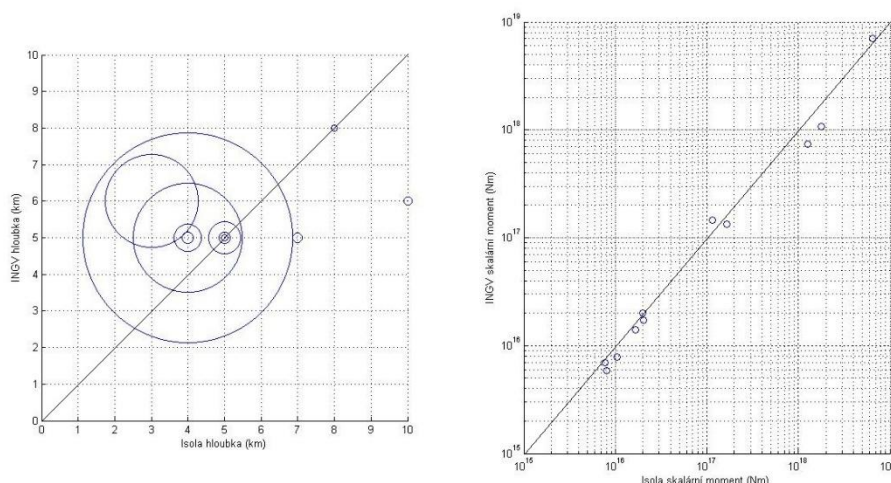 10
9
8
7
6
5
4
3
2
1
0
INGV hloubka (km)
0 1 2 3 4 5 6 7 8 9 10
Isola hloubka (km)
10^19
10^18
10^17
10^16
10^15
INGV skalární moment (Nm)
10^15 10^16 10^17 10^18
Isola skalární moment (Nm)